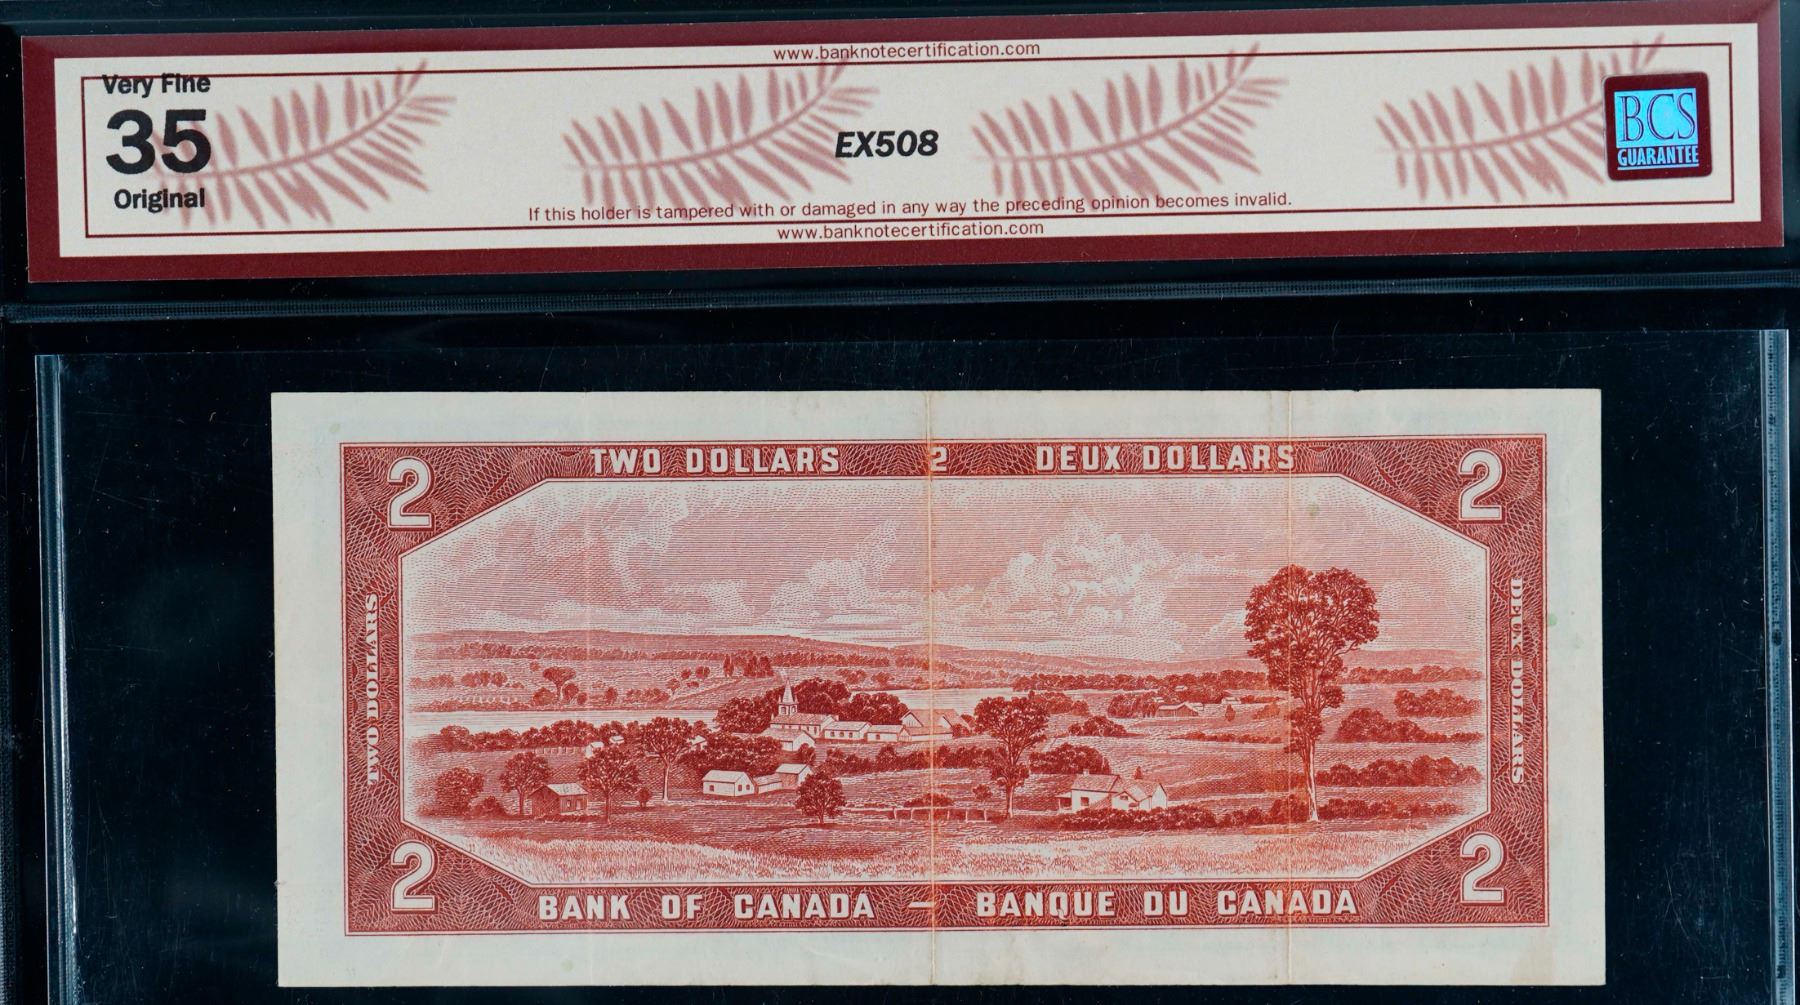 www.banknotecertification.com
Very Fine
35
Original
EX508
BCS
GUARANTEE
If this holder is tampered with or damaged in any way the preceding opinion becomes invalid.
www.banknotecertification.com
TWO DOLLARS 2 DEUX DOLLARS
2
2
TWO DOLLARS
DEUX DOLLARS
2
2
BANK OF CANADA — BANQUE DU CANADA